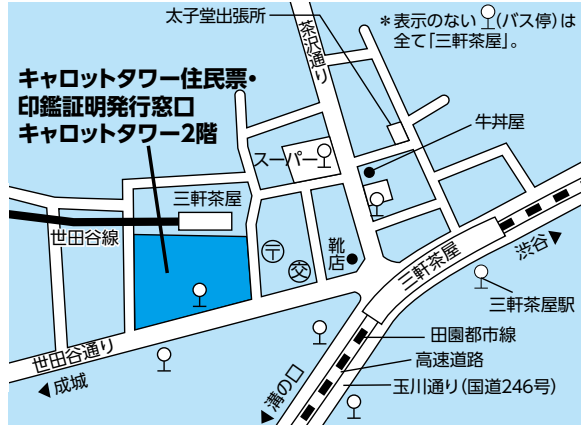 太子堂出張所
茶沢通り
＊表示のない (バス停)は
全て「三軒茶屋」。
キャロットタワー住民票・
印鑑証明発行窓口
キャロットタワー2階
牛丼屋
スーパー
三軒茶屋
世田谷線
〒
交
靴店
三軒茶屋
渋谷
三軒茶屋駅
世田谷通り
成城
溝の口
田園都市線
高速道路
玉川通り(国道246号)